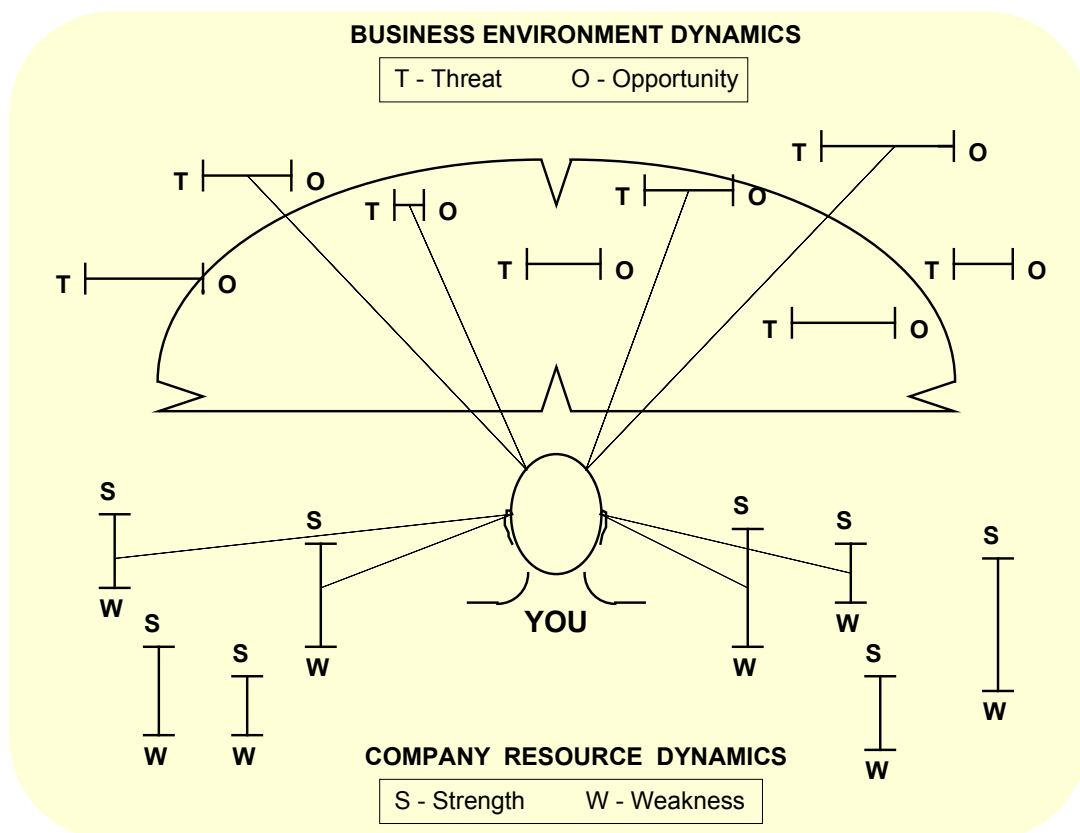 BUSINESS ENVIRONMENT DYNAMICS
T - Threat O - Opportunity
T O
T O
T O
T O
T O
T O
T O
T O
S
S
S
S
S
W
W
S
S
S
W
W
YOU
W
W
S
W
W
W
W
COMPANY RESOURCE DYNAMICS
S - Strength W - Weakness